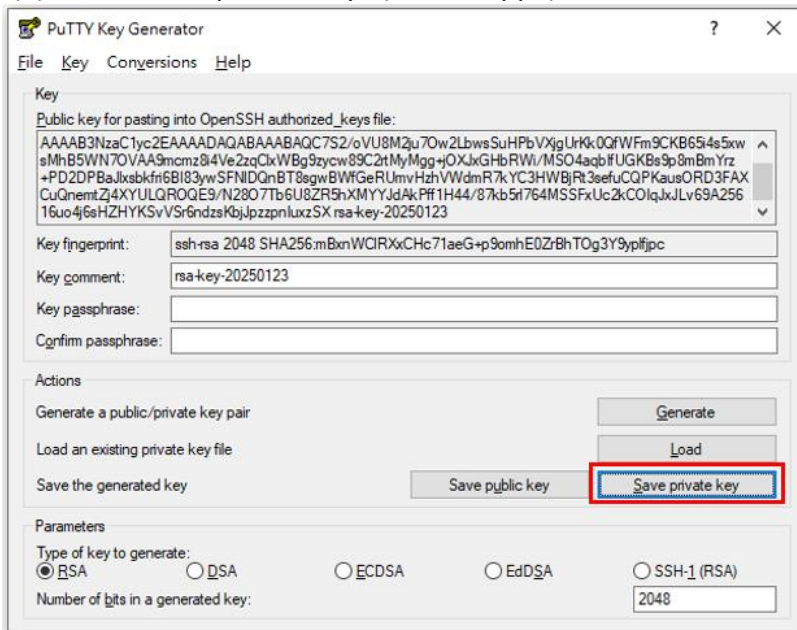 PuTTY Key Generator
File Key Conversions Help
Key
Public key for pasting into OpenSSH authorized_keys file:
AAAAB3NzaC1yc2EAAAADAQABAAABAQC7S2/oVU8M2ju7Ow2LbwsSuHPbVXjgUrKk0QfWFm9CKB65i4s5xw
sMhB5WN7OVAA9mcmz8i4Ve2zqClxWBg9zycw89C2rtMyMgg+jOXJxGHbRWi/MSO4aqbIfUGKBs9p8mBmYrz
+PD2DPBaJlxsbkfri6BI83ywSFNIDQnBT8sgwBWfGeRUmvHzhVWdmR7kYC3HWBjRt3sefuCQPKausORD3FAX
CuQnemtZj4XYULQROQE9/N28O7Tb6U8ZR5hXMYYJdAkPff1H44/87kb5rl764MSSFxUc2kCOIqJxJLv69A256
16uo4j6sHZHYKSvVSr6ndzsKbjJpzzpnluxzSX rsa-key-20250123
Key fingerprint: ssh-rsa 2048 SHA256:mBxnWCIRXxCHc71aeG+p9omhE0ZrBhTOg3Y9yplfjpc
Key comment: rsa-key-20250123
Key passphrase:
Confirm passphrase:
Actions
Generate a public/private key pair Generate
Load an existing private key file Load
Save the generated key Save public key Save private key
Parameters
Type of key to generate:
RSA DSA ECDSA EdDSA SSH-1 (RSA)
Number of bits in a generated key: 2048